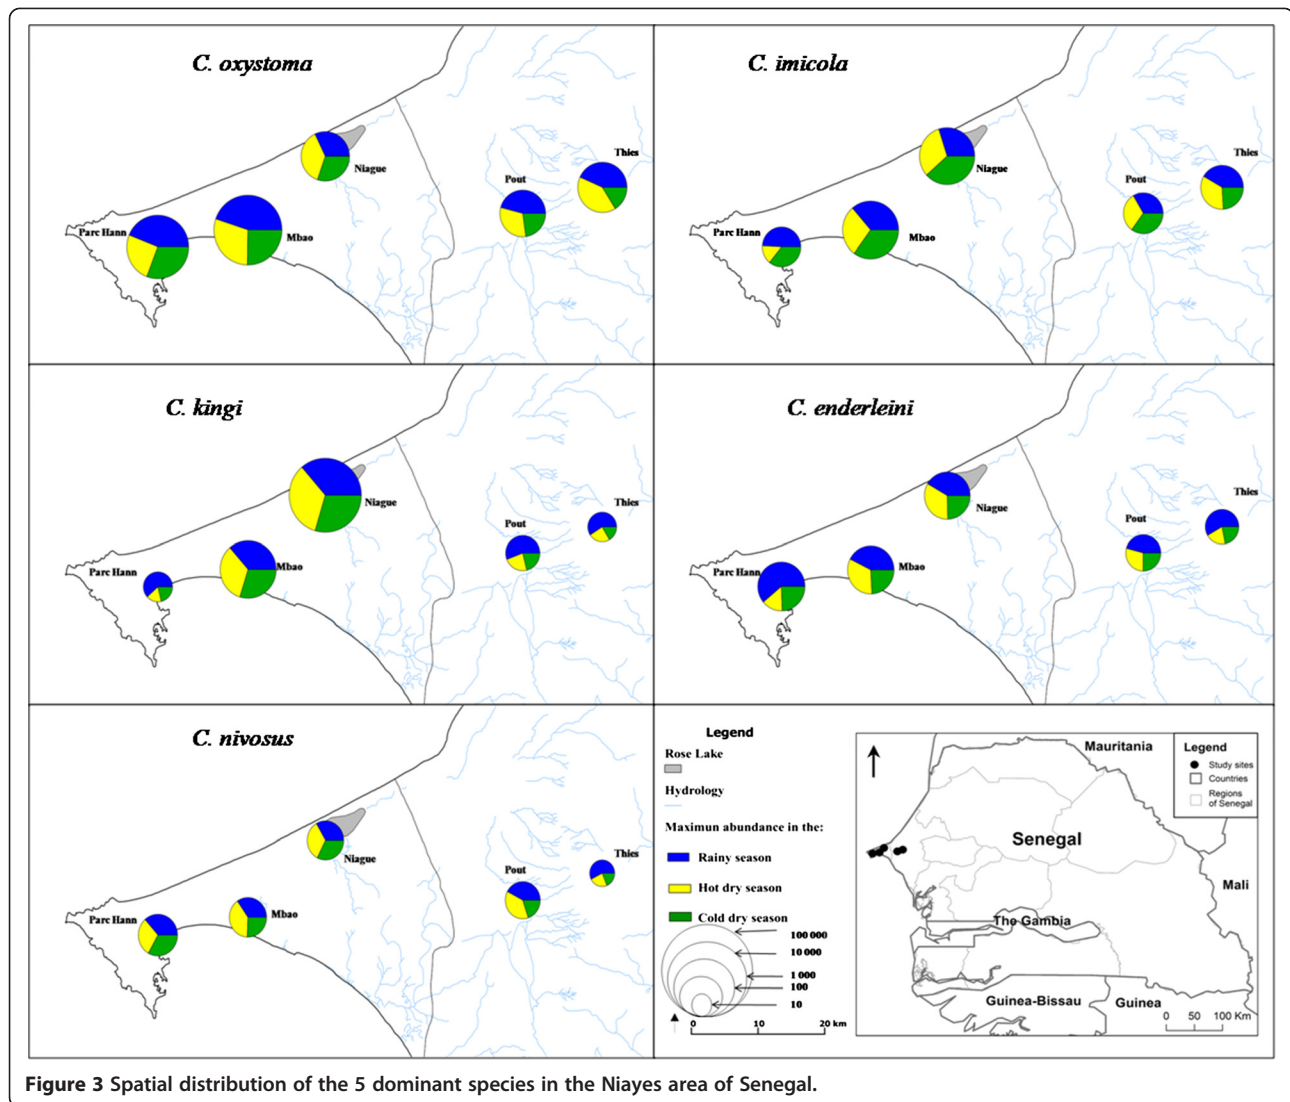 C. oxystoma
Niague
Thies
Pout
Parc Hann
Mbao
C. imicola
Niague
Thies
Pout
Parc Hann
Mbao
C. kingi
Niague
Thies
Pout
Parc Hann
Mbao
C. enderleini
Niague
Thies
Pout
Parc Hann
Mbao
C. nivosus
Niague
Thies
Pout
Parc Hann
Mbao
Legend
Rose Lake
Hydrology
Maximun abundance in the:
Rainy season
Hot dry season
Cold dry season
100 000
10 000
1 000
100
10
0 10 20 km
Mauritania
Legend
Study sites
Countries
Regions
of Senegal
Senegal
Mali
The Gambia
Guinea-Bissau
Guinea
0 50 100 Km
Figure 3 Spatial distribution of the 5 dominant species in the Niayes area of Senegal.